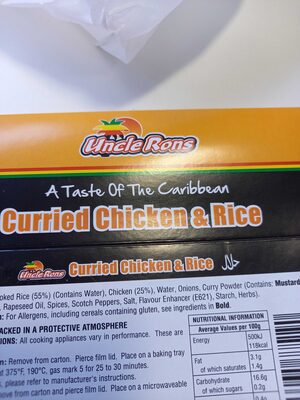 Uncle Rons
A Taste Of The Caribbean
Curried Chicken & Rice
Uncle Rons Curried Chicken & Rice حلال
oked Rice (55%) (Contains Water), Chicken (25%), Water, Onions, Curry Powder (Contains: Mustard
), Rapeseed Oil, Spices, Scotch Peppers, Salt, Flavour Enhancer (E621), Starch, Herbs).
: For Allergens, including cereals containing gluten, see ingredients in Bold.
ACKED IN A PROTECTIVE ATMOSPHERE
IONS: All cooking appliances vary in performance. These are
m: Remove from carton. Pierce film lid. Place on a baking tray
t 375°F, 190°C, gas mark 5 for 25 to 30 minutes.
s, please refer to manufacturer's instructions.
Remove from carton. Pierce film lid. Place on a microwaveable
NUTRITIONAL INFORMATION
Average Values per 100g
Energy 500kJ
118kcal
Fat 3.1g
of which saturates 1.4g
Carbohydrate 16.6g
of which sugars 0.2g
0.4g